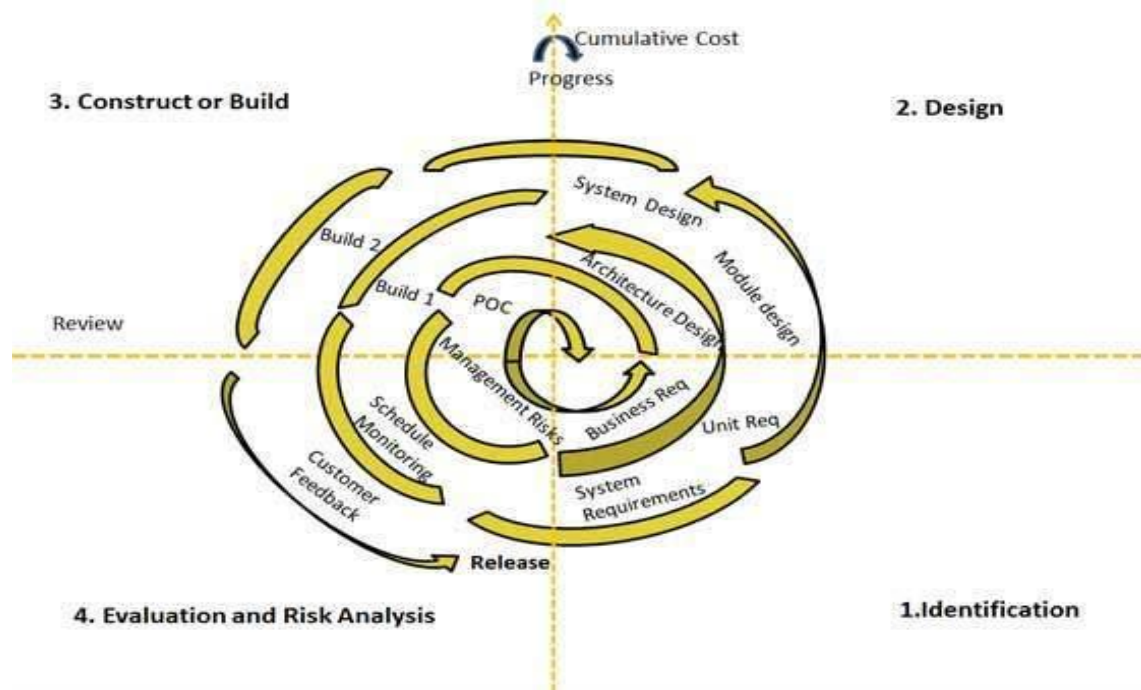 Cumulative Cost
Progress
3. Construct or Build
2. Design
System Design
Build 2
Architecture Design
Module design
Build 1
POC
Review
Management Risks
Business Req
Unit Req
Schedule
Monitoring
Customer
Feedback
System
Requirements
Release
4. Evaluation and Risk Analysis
1.Identification